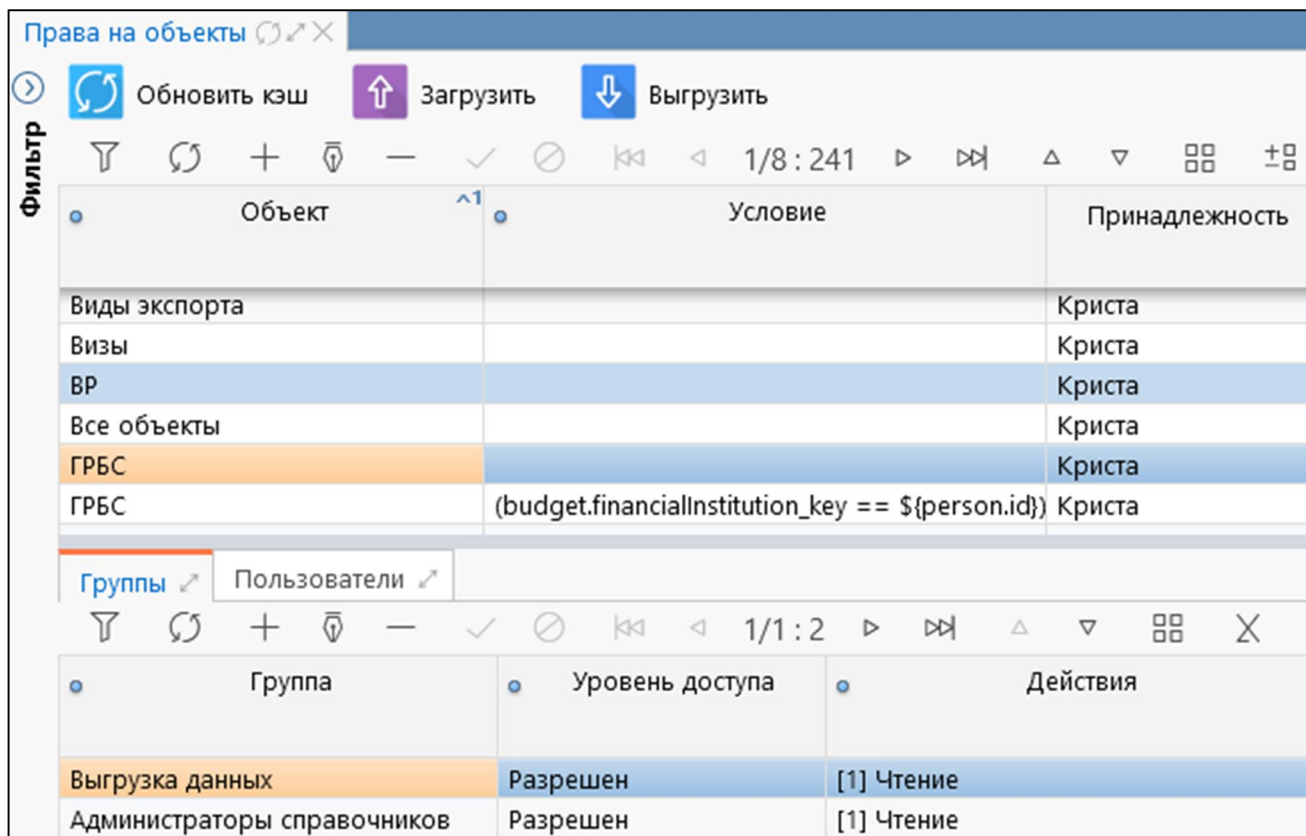 Права на объекты
Обновить кэш Загрузить Выгрузить
Фильтр
1/8 : 241
Объект ^1 Условие Принадлежность
Виды экспорта Криста
Визы Криста
ВР Криста
Все объекты Криста
ГРБС Криста
ГРБС (budget.financialInstitution_key == ${person.id}) Криста
Группы Пользователи
1/1 : 2
Группа Уровень доступа Действия
Выгрузка данных Разрешен [1] Чтение
Администраторы справочников Разрешен [1] Чтение